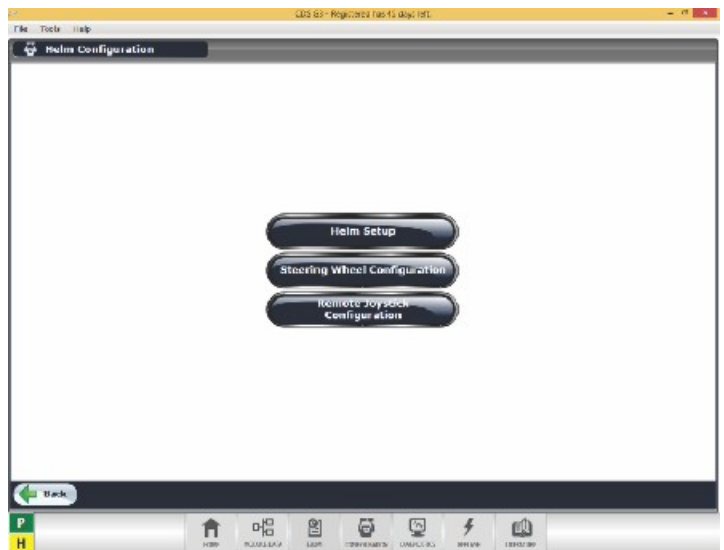 CDS G3 - Registered has 45 days left.
File Tools Help
Helm Configuration
Helm Setup
Steering Wheel Configuration
Remote Joystick
Configuration
Back
P
H